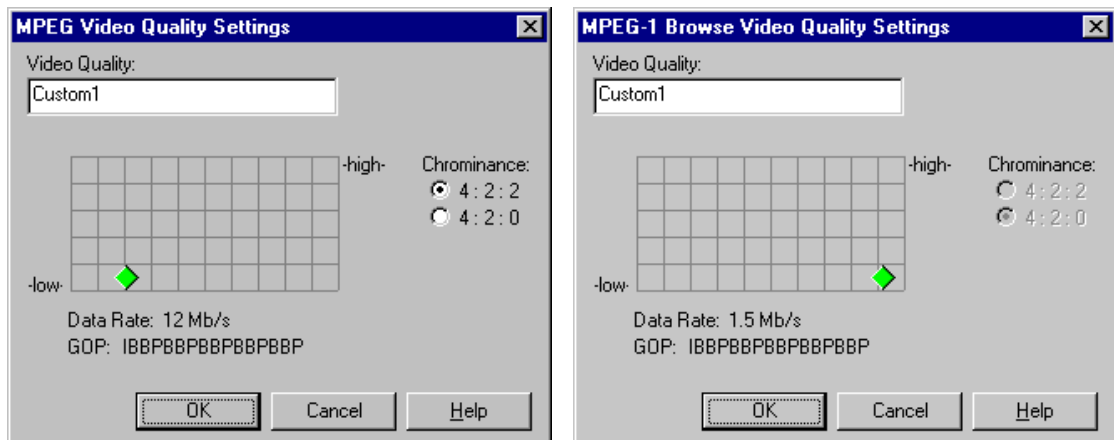 MPEG Video Quality Settings
Video Quality:
Custom1
-high-
Chrominance:
4 : 2 : 2
4 : 2 : 0
-low-
Data Rate: 12 Mb/s
GOP: IBBPBBPBBPBBPBBP
OK
Cancel
Help
MPEG-1 Browse Video Quality Settings
Video Quality:
Custom1
-high-
Chrominance:
4 : 2 : 2
4 : 2 : 0
-low-
Data Rate: 1.5 Mb/s
GOP: IBBPBBPBBPBBPBBP
OK
Cancel
Help